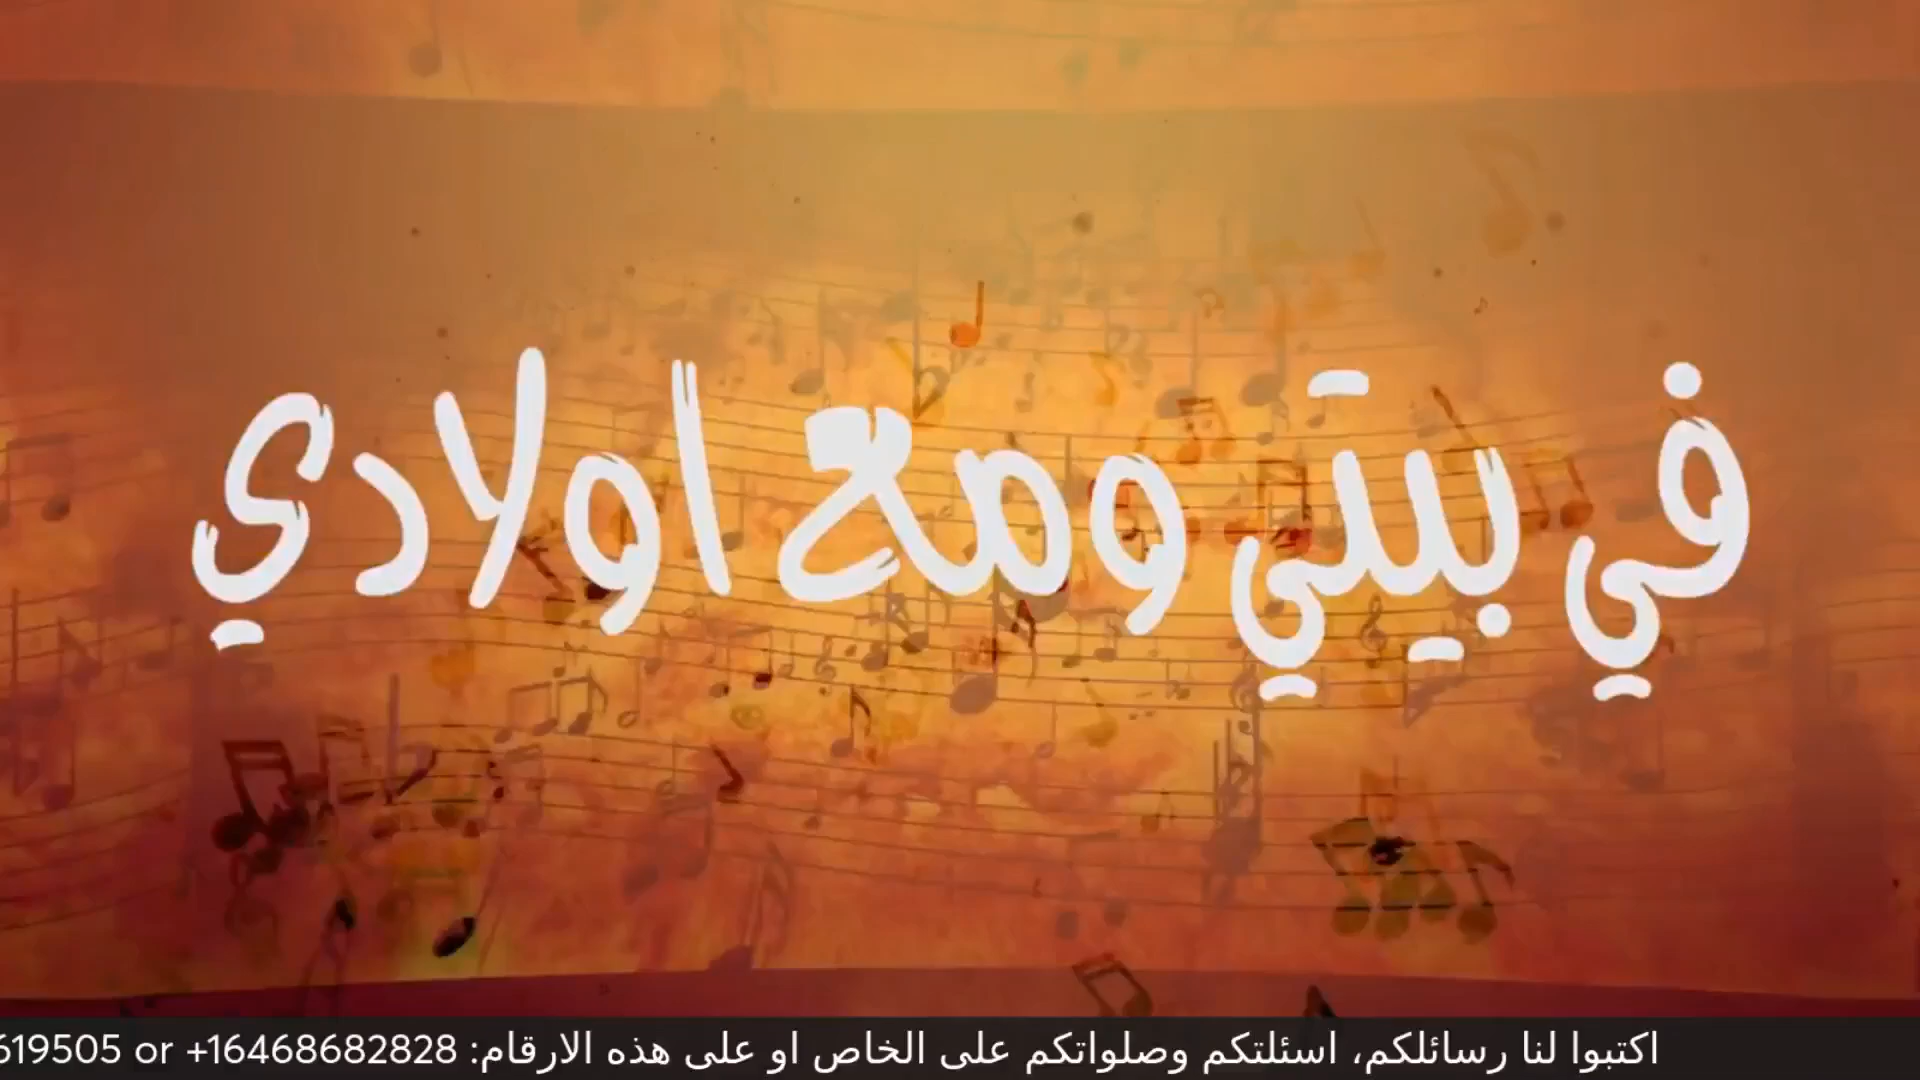 في بيتي ومع اولادي
اكتبوا لنا رسائلكم، اسئلتكم وصلواتكم على الخاص او على هذه الارقام: +16468682828 or 619505